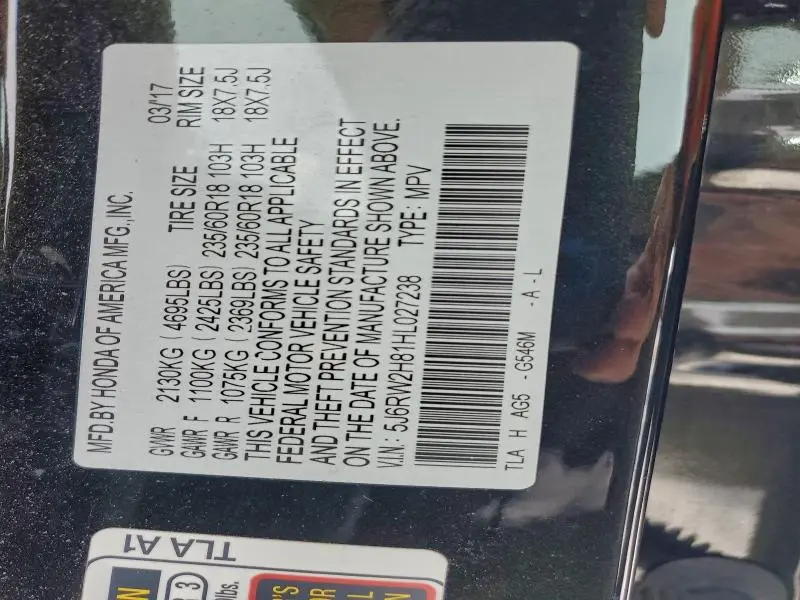 MFD.BY HONDA OF AMERICA MFG.,INC. 03/17
GVWR 2130KG (4695LBS) TIRE SIZE RIM SIZE
GAWR F 1100KG (2425LBS) 235/60R18 103H 18X7.5J
GAWR R 1075KG (2369LBS) 235/60R18 103H 18X7.5J
THIS VEHICLE CONFORMS TO ALL APPLICABLE
FEDERAL MOTOR VEHICLE SAFETY
AND THEFT PREVENTION STANDARDS IN EFFECT
ON THE DATE OF MANUFACTURE SHOWN ABOVE.
V.I.N.: 5J6RW2H81HL027238 TYPE: MPV
TLA H AG5 - G546M - A - L
TLA A1
N
R 3
lbs.
'S
OR
L
N